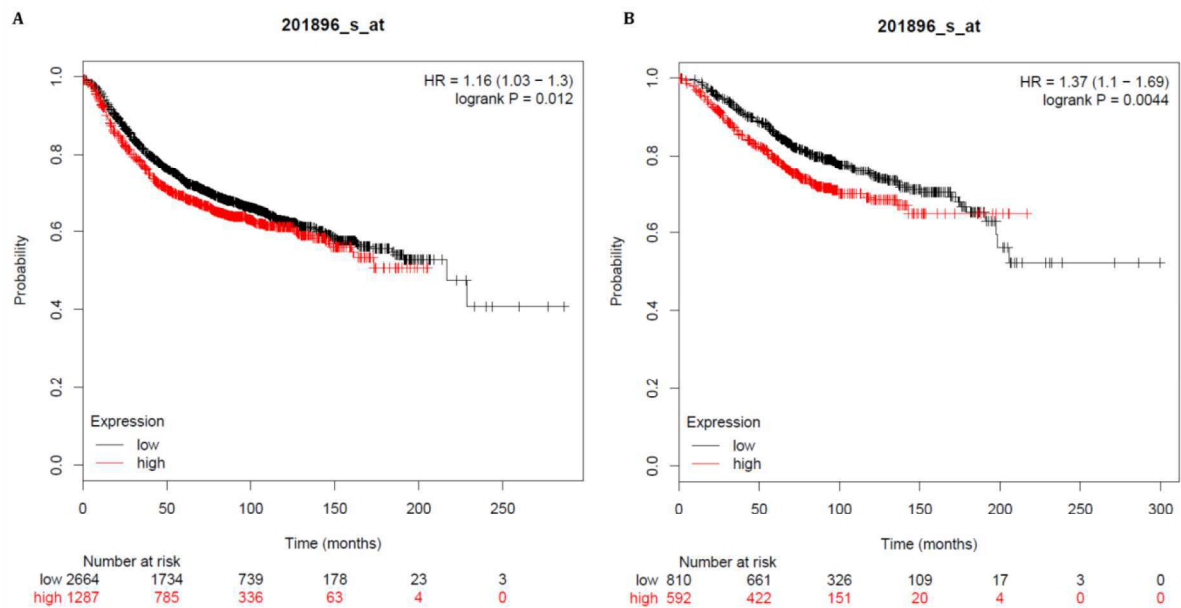 A
201896_s_at
HR = 1.16 (1.03 − 1.3)
logrank P = 0.012
Probability
1.0
0.8
0.6
0.4
0.2
0.0
Expression
low
high
0 50 100 150 200 250
Time (months)
Number at risk
low 2664 1734 739 178 23 3
high 1287 785 336 63 4 0
B
201896_s_at
HR = 1.37 (1.1 − 1.69)
logrank P = 0.0044
Probability
1.0
0.8
0.6
0.4
0.2
0.0
Expression
low
high
0 50 100 150 200 250 300
Time (months)
Number at risk
low 810 661 326 109 17 3 0
high 592 422 151 20 4 0 0